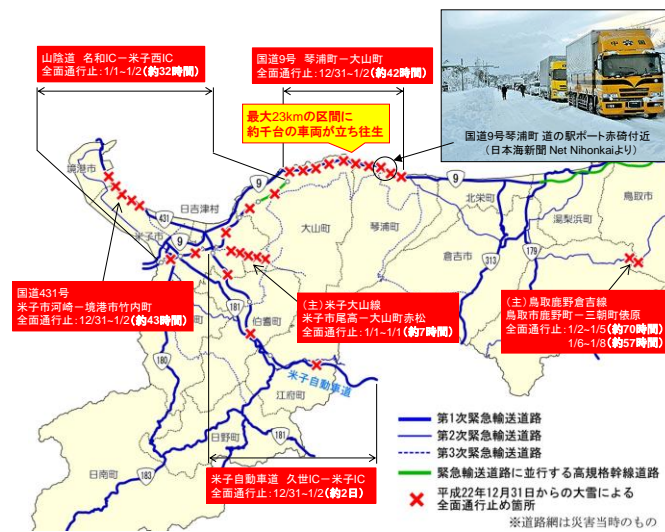 山陰道 名和IC－米子西IC
全面通行止:1/1~1/2(約32時間)
国道9号 琴浦町－大山町
全面通行止:12/31~1/2(約42時間)
最大23kmの区間に
約千台の車両が立ち往生
国道9号琴浦町 道の駅ポート赤碕付近
(日本海新聞 Net Nihonkaiより)
境港市
日吉津村
431
米子市
9
9
9
大山町
琴浦町
北栄町
湯梨浜町
鳥取市
倉吉市
313
179
国道431号
米子市河崎－境港市竹内町
全面通行止:12/31~1/2(約43時間)
(主)米子大山線
米子市尾高－大山町赤松
全面通行止:1/1~1/1(約7時間)
(主)鳥取鹿野倉吉線
鳥取市鹿野町－三朝町俵原
全面通行止:1/2~1/5(約70時間)
1/6~1/8(約57時間)
181
伯耆町
町
180
米子自動車道
江府町
日野町
181
日南町
183
米子自動車道 久世IC－米子IC
全面通行止:12/31~1/2(約2日)
第1次緊急輸送道路
第2次緊急輸送道路
第3次緊急輸送道路
緊急輸送道路に並行する高規格幹線道路
平成22年12月31日からの大雪による
全面通行止め箇所
※道路網は災害当時のもの